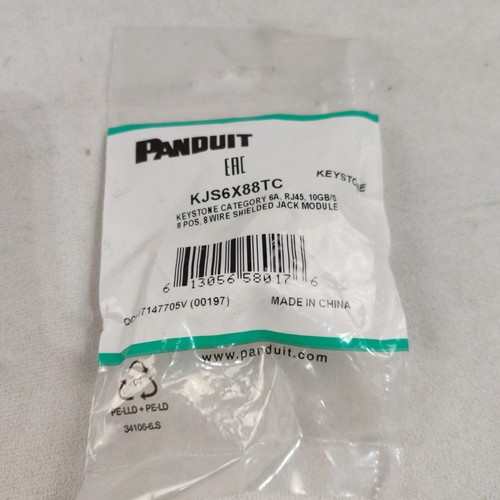 PANDUIT
EAC
KEYSTONE
KJS6X88TC
KEYSTONE CATEGORY 6A, RJ45, 10GB/S
8 POS, 8 WIRE SHIELDED JACK MODULE
6 13056 58017 6
7147705V (00197)
MADE IN CHINA
www.panduit.com
PE-LLD + PE-LD
34106-6.S